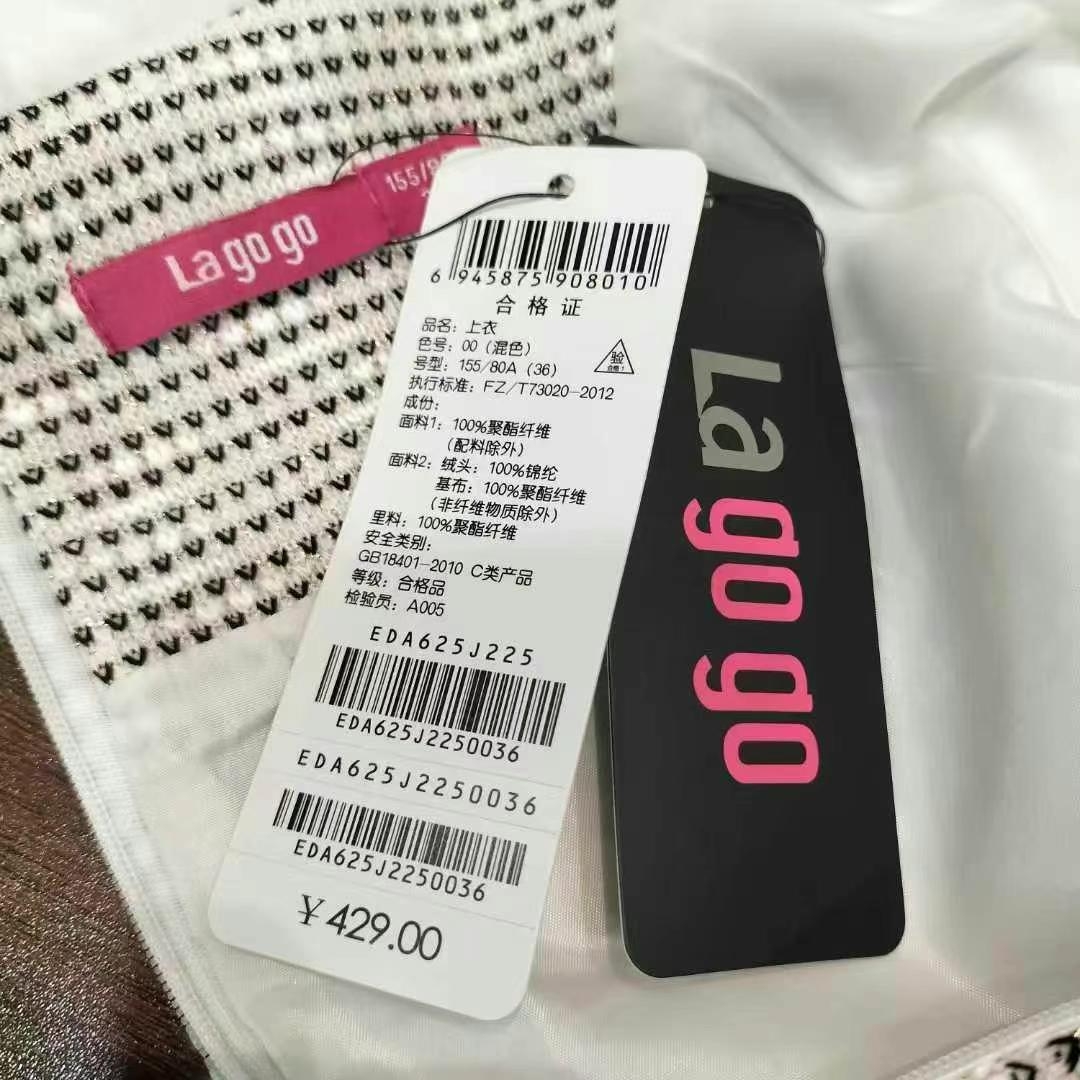 La go go
155/8
6 945875 908010
合格证
品名：上衣
色号：00（混色）
号型：155/80A（36）
验
合格！
执行标准：FZ/T73020-2012
成份：
面料1：100%聚酯纤维
（配料除外）
面料2：绒头：100%锦纶
基布：100%聚酯纤维
（非纤维物质除外）
里料：100%聚酯纤维
安全类别：
GB18401-2010 C类产品
等级：合格品
检验员：A005
EDA625J225
EDA625J2250036
EDA625J2250036
EDA625J2250036
￥429.00
La go go